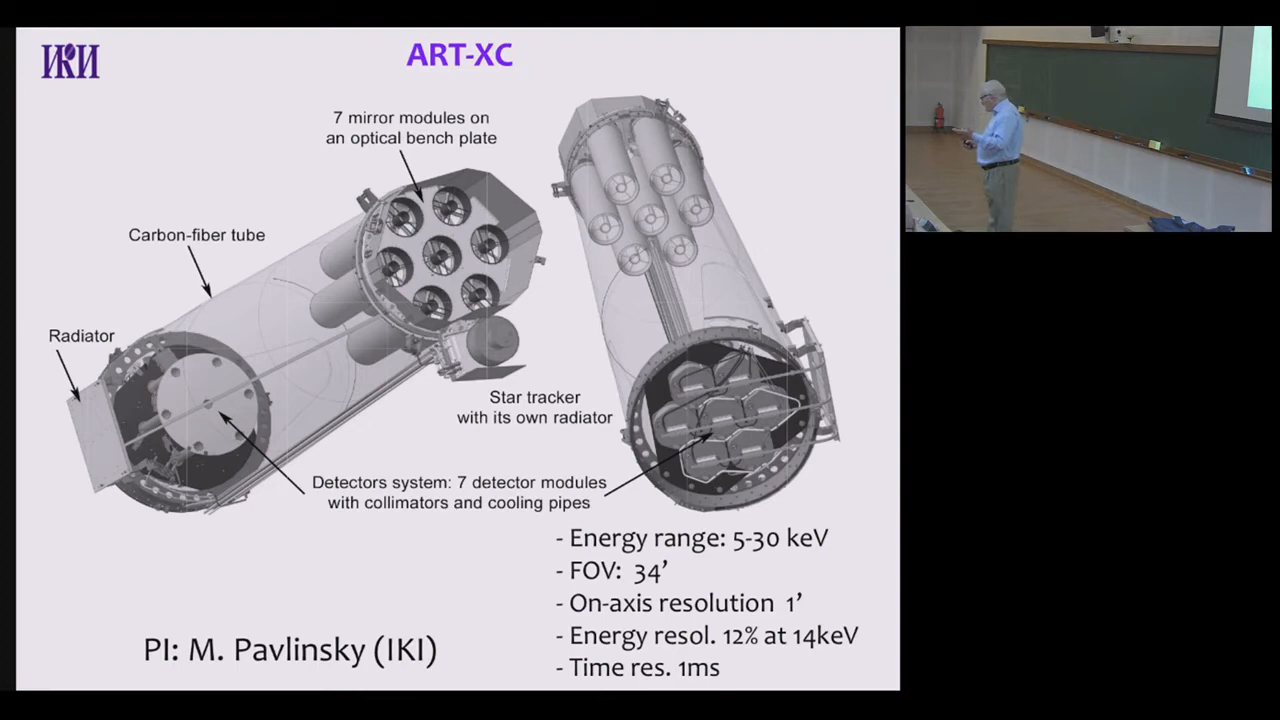 ИКИ
ART-XC
7 mirror modules on
an optical bench plate
Carbon-fiber tube
Radiator
Star tracker
with its own radiator
Detectors system: 7 detector modules
with collimators and cooling pipes
- Energy range: 5-30 keV
- FOV: 34’
- On-axis resolution 1’
- Energy resol. 12% at 14keV
- Time res. 1ms
PI: M. Pavlinsky (IKI)